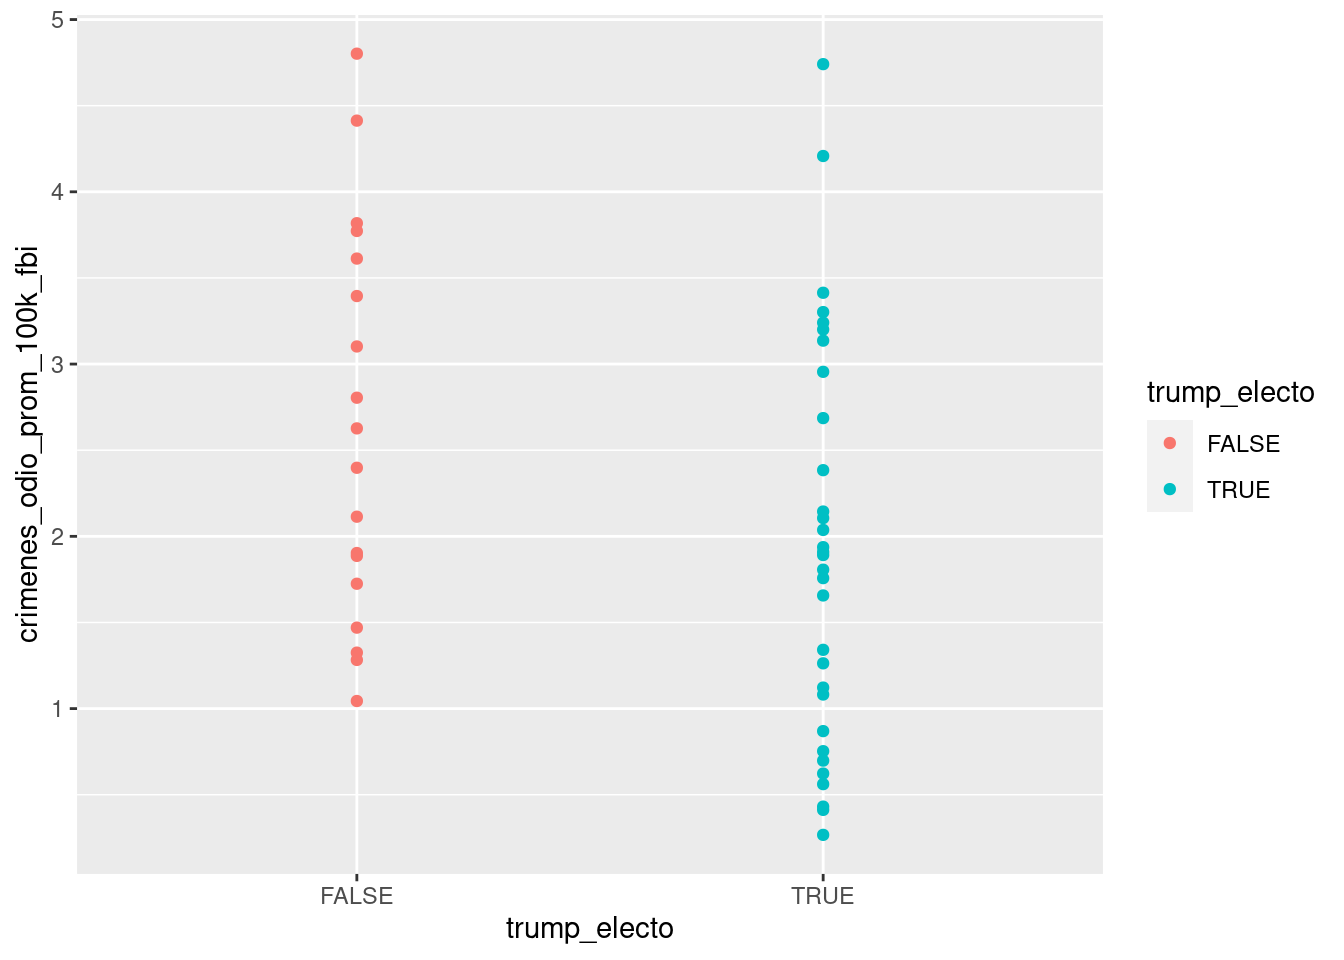 5
4
3
2
1
crimenes_odio_prom_100k_fbi
FALSE
TRUE
trump_electo
trump_electo
FALSE
TRUE